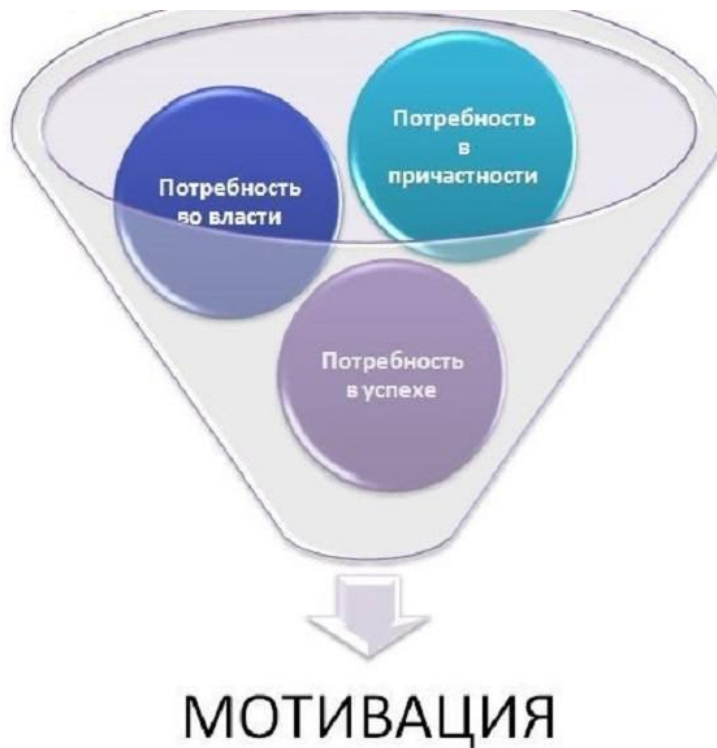 Потребность
в
причастности
Потребность
во власти
Потребность
в успехе
МОТИВАЦИЯ